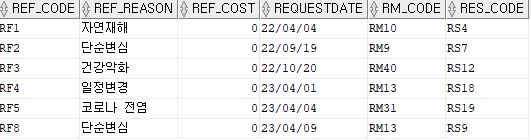 REF_CODE REF_REASON REF_COST REQUESTDATE RM_CODE RES_CODE
RF1 자연재해 0 22/04/04 RM10 RS4
RF2 단순변심 0 22/09/19 RM9 RS7
RF3 건강악화 0 22/10/20 RM40 RS12
RF4 일정변경 0 23/04/01 RM13 RS18
RF5 코로나 전염 0 23/04/04 RM31 RS19
RF8 단순변심 0 23/04/09 RM13 RS9